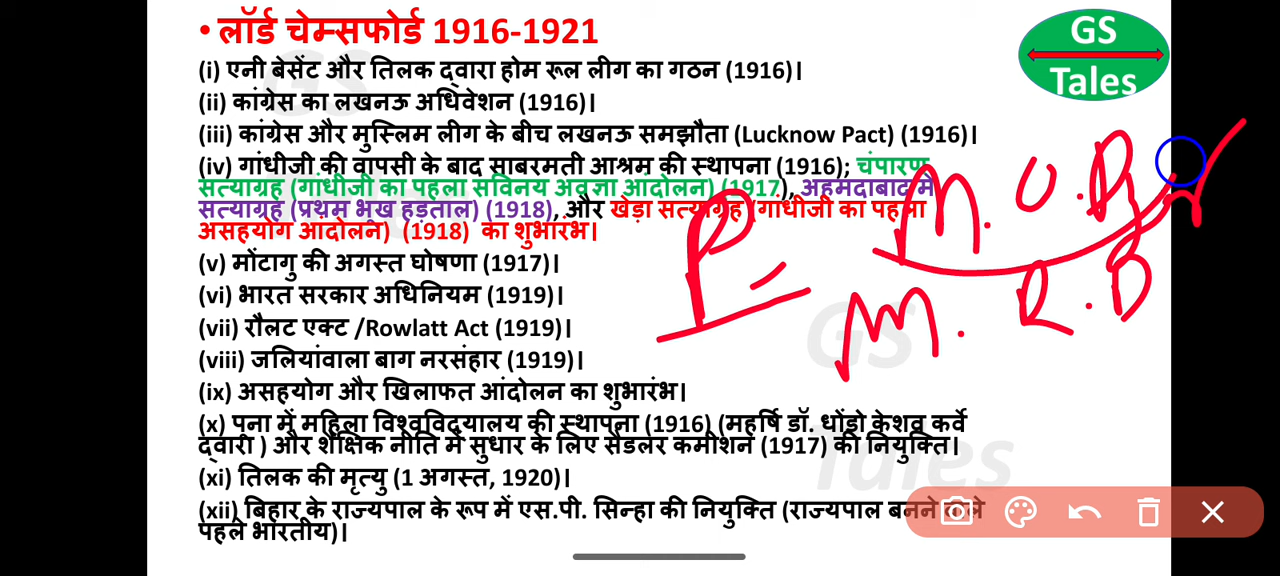 • लॉर्ड चेम्सफोर्ड 1916-1921
GS
Tales
(i) एनी बेसेंट और तिलक द्वारा होम रूल लीग का गठन (1916)।
(ii) कांग्रेस का लखनऊ अधिवेशन (1916)।
(iii) कांग्रेस और मुस्लिम लीग के बीच लखनऊ समझौता (Lucknow Pact) (1916)।
(iv) गांधीजी की वापसी के बाद साबरमती आश्रम की स्थापना (1916); चंपारण
सत्याग्रह (गांधीजी का पहला सविनय अवज्ञा आंदोलन) (1917), अहमदाबाद में
सत्याग्रह (प्रथम भूख हड़ताल) (1918), और खेड़ा सत्याग्रह (गांधीजी का पहला
असहयोग आंदोलन) (1918) का शुभारंभ।
(v) मोंटागु की अगस्त घोषणा (1917)।
(vi) भारत सरकार अधिनियम (1919)।
(vii) रौलट एक्ट /Rowlatt Act (1919)।
(viii) जलियांवाला बाग नरसंहार (1919)।
(ix) असहयोग और खिलाफत आंदोलन का शुभारंभ।
(x) पूना में महिला विश्वविद्यालय की स्थापना (1916) (महर्षि डॉ. धोंडो केशव कर्वे
द्वारा ) और शैक्षिक नीति में सुधार के लिए सैडलर कमीशन (1917) की नियुक्ति।
(xi) तिलक की मृत्यु (1 अगस्त, 1920)।
(xii) बिहार के राज्यपाल के रूप में एस.पी. सिन्हा की नियुक्ति (राज्यपाल बनने वाले
पहले भारतीय)।
GS
Tales